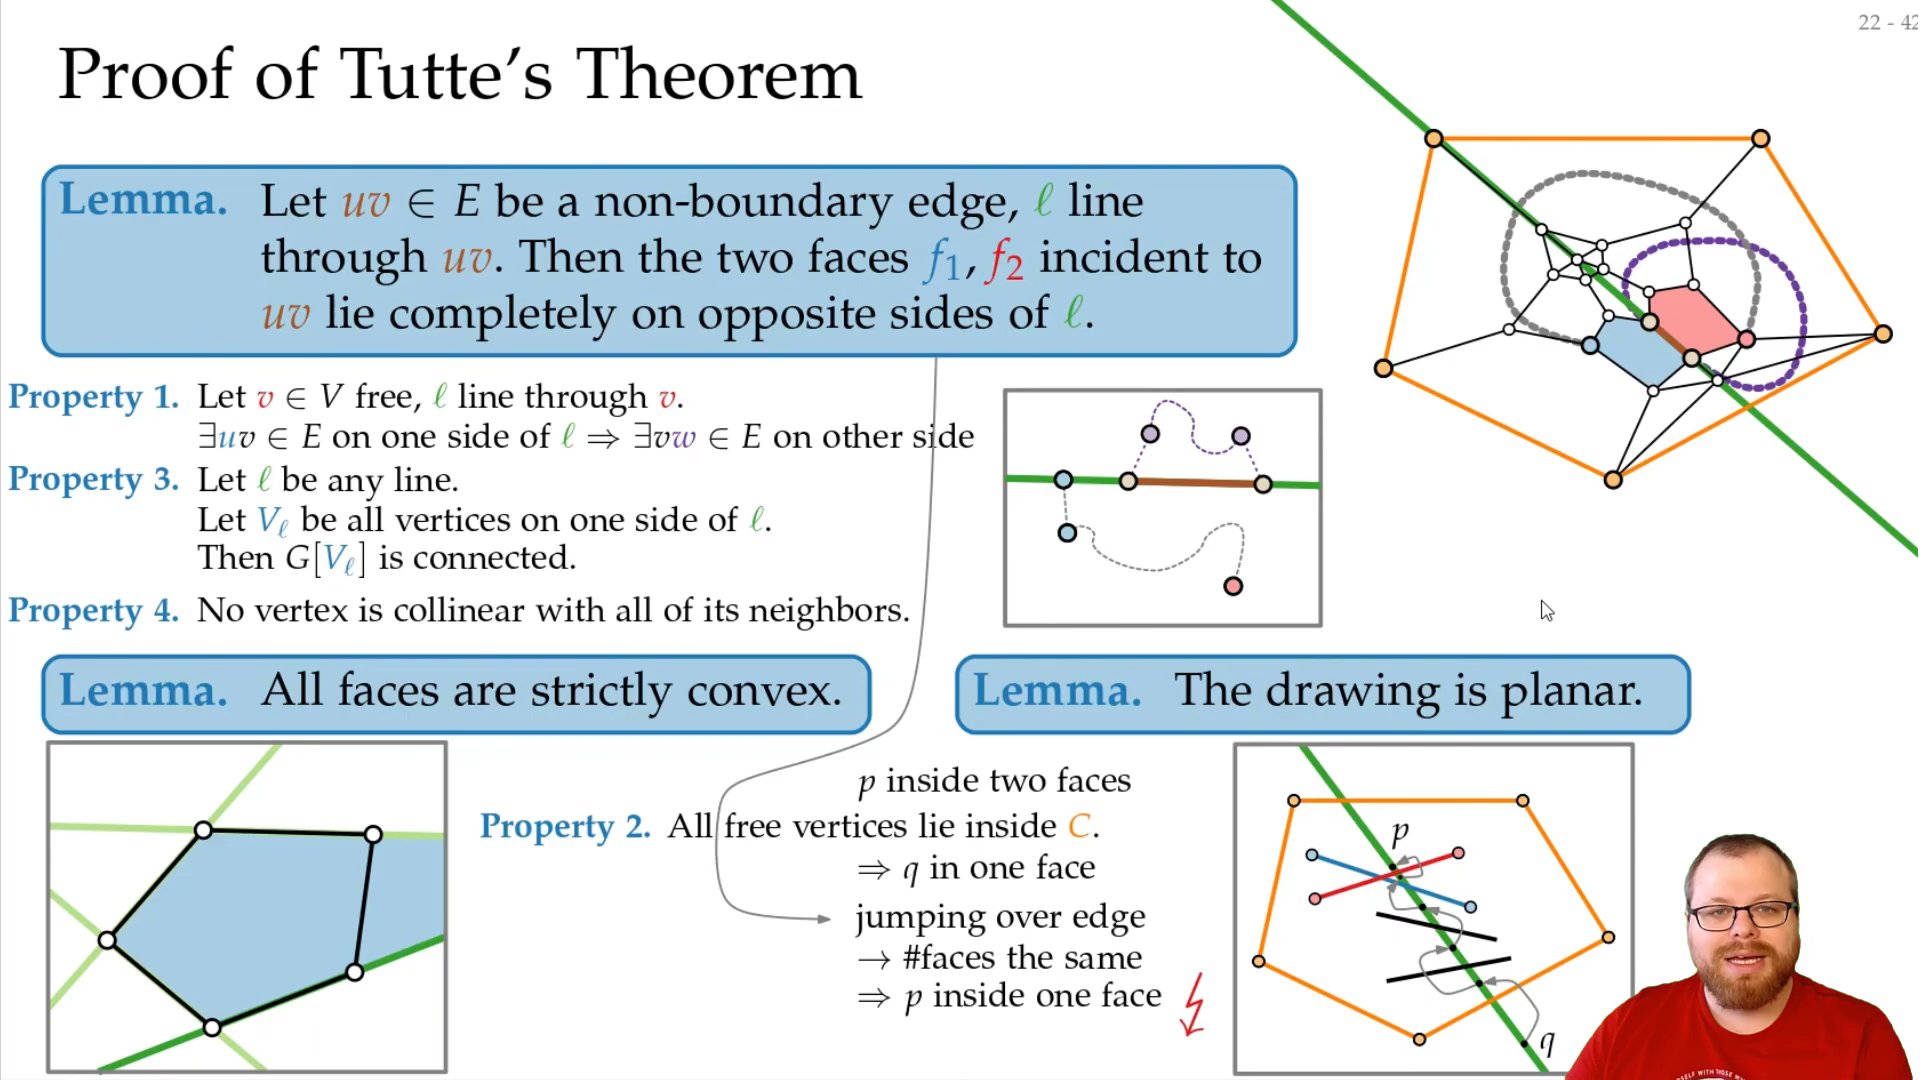 22 - 42
Proof of Tutte's Theorem
Lemma. Let uv ∈ E be a non-boundary edge, ℓ line
through uv. Then the two faces f₁, f₂ incident to
uv lie completely on opposite sides of ℓ.
Property 1. Let v ∈ V free, ℓ line through v.
∃uv ∈ E on one side of ℓ ⇒ ∃vw ∈ E on other side
Property 3. Let ℓ be any line.
Let Vℓ be all vertices on one side of ℓ.
Then G[Vℓ] is connected.
Property 4. No vertex is collinear with all of its neighbors.
Lemma. All faces are strictly convex.
Lemma. The drawing is planar.
p inside two faces
Property 2. All free vertices lie inside C.
⇒ q in one face
jumping over edge
→ #faces the same
⇒ p inside one face
p
q